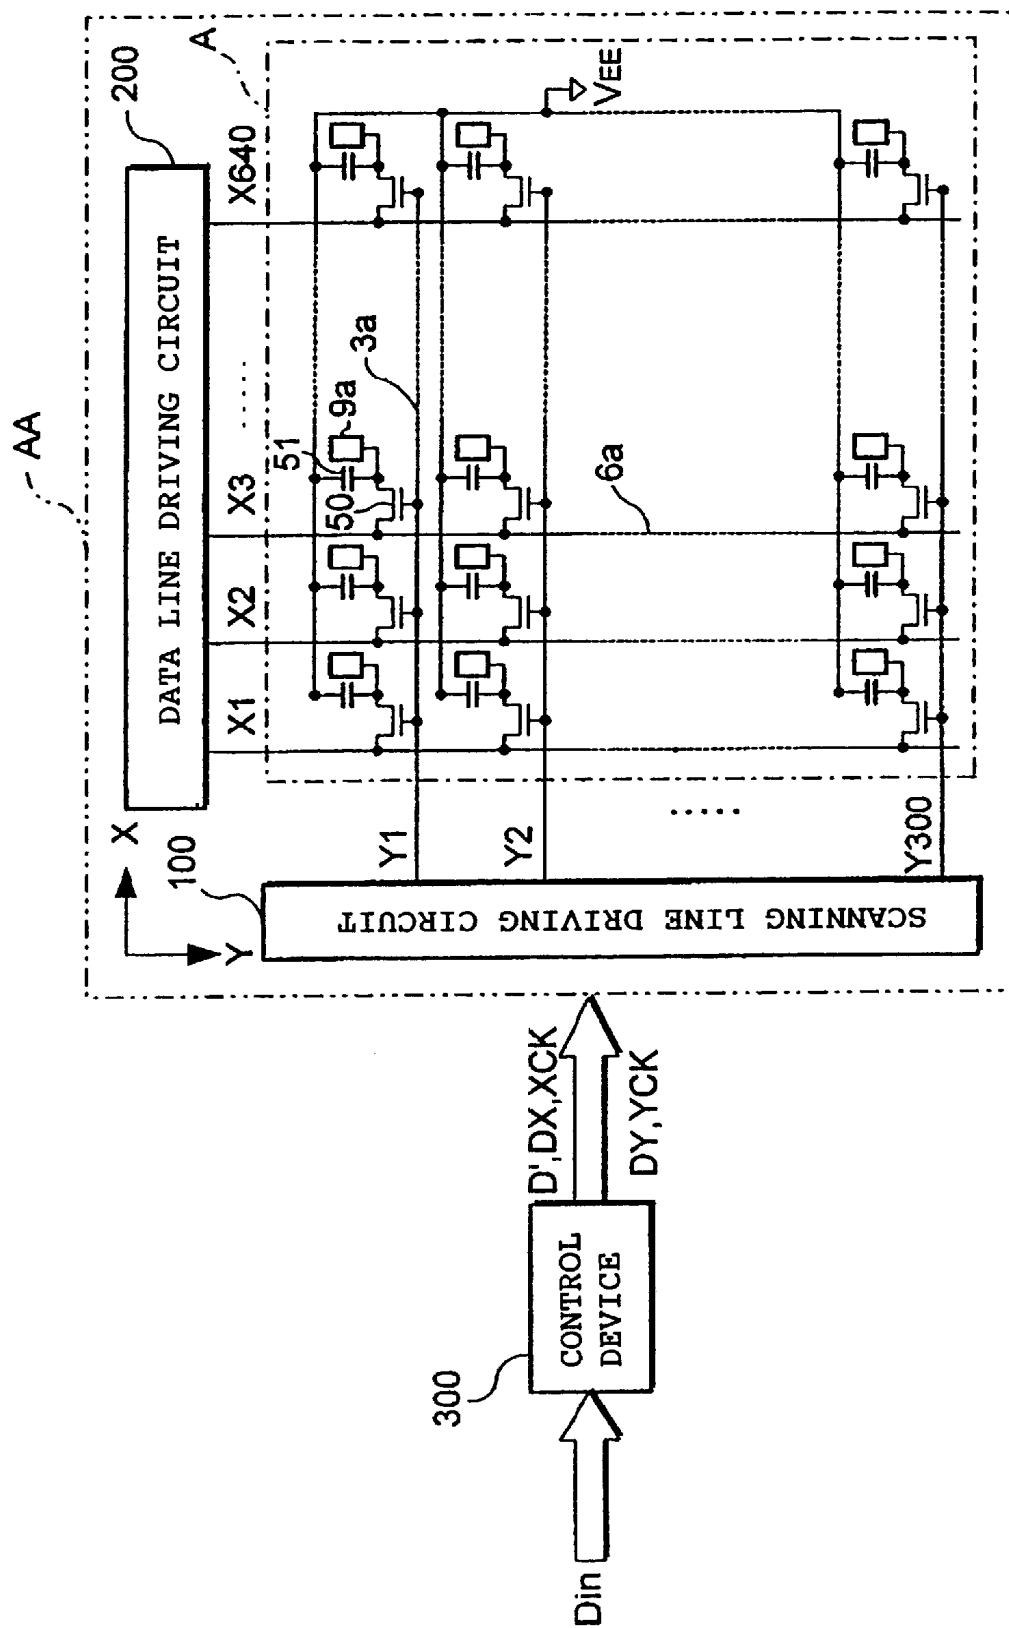 AA
200
A
DATA LINE DRIVING CIRCUIT
X
Y
100
X1
X2
X3
.....
X640
51
9a
50
3a
VEE
Y1
Y2
6a
.....
Y300
SCANNING LINE DRIVING CIRCUIT
D',DX,XCK
DY,YCK
300
CONTROL
DEVICE
Din